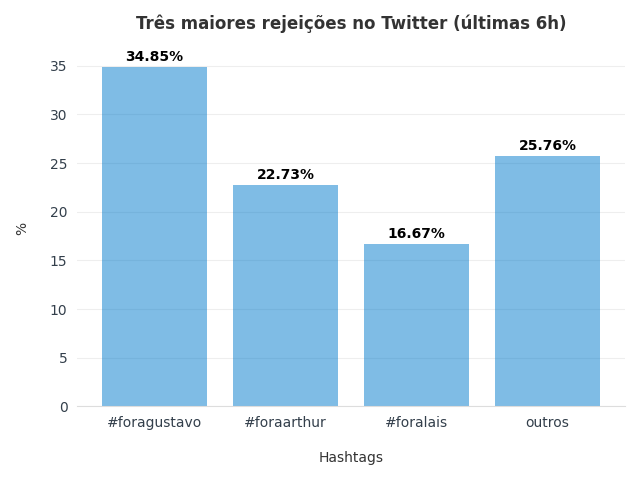 Três maiores rejeições no Twitter (últimas 6h)
34.85%
22.73%
16.67%
25.76%
35
30
25
20
15
10
5
0
%
#foragustavo
#foraarthur
#foralais
outros
Hashtags